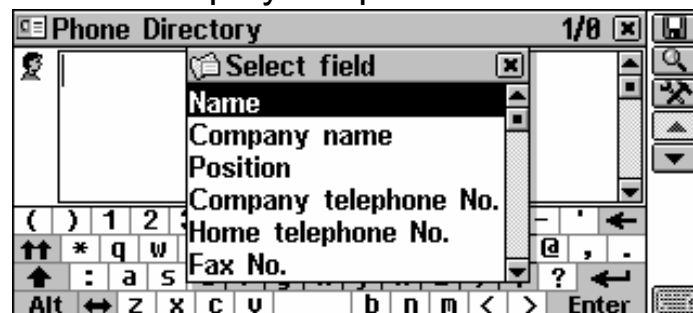 Phone Directory 1/0
Select field
Name
Company name
Position
Company telephone No.
Home telephone No.
Fax No.
( ) 1 2 - '
* q w @ , .
: a s ?
Alt z x c v b n m < > Enter